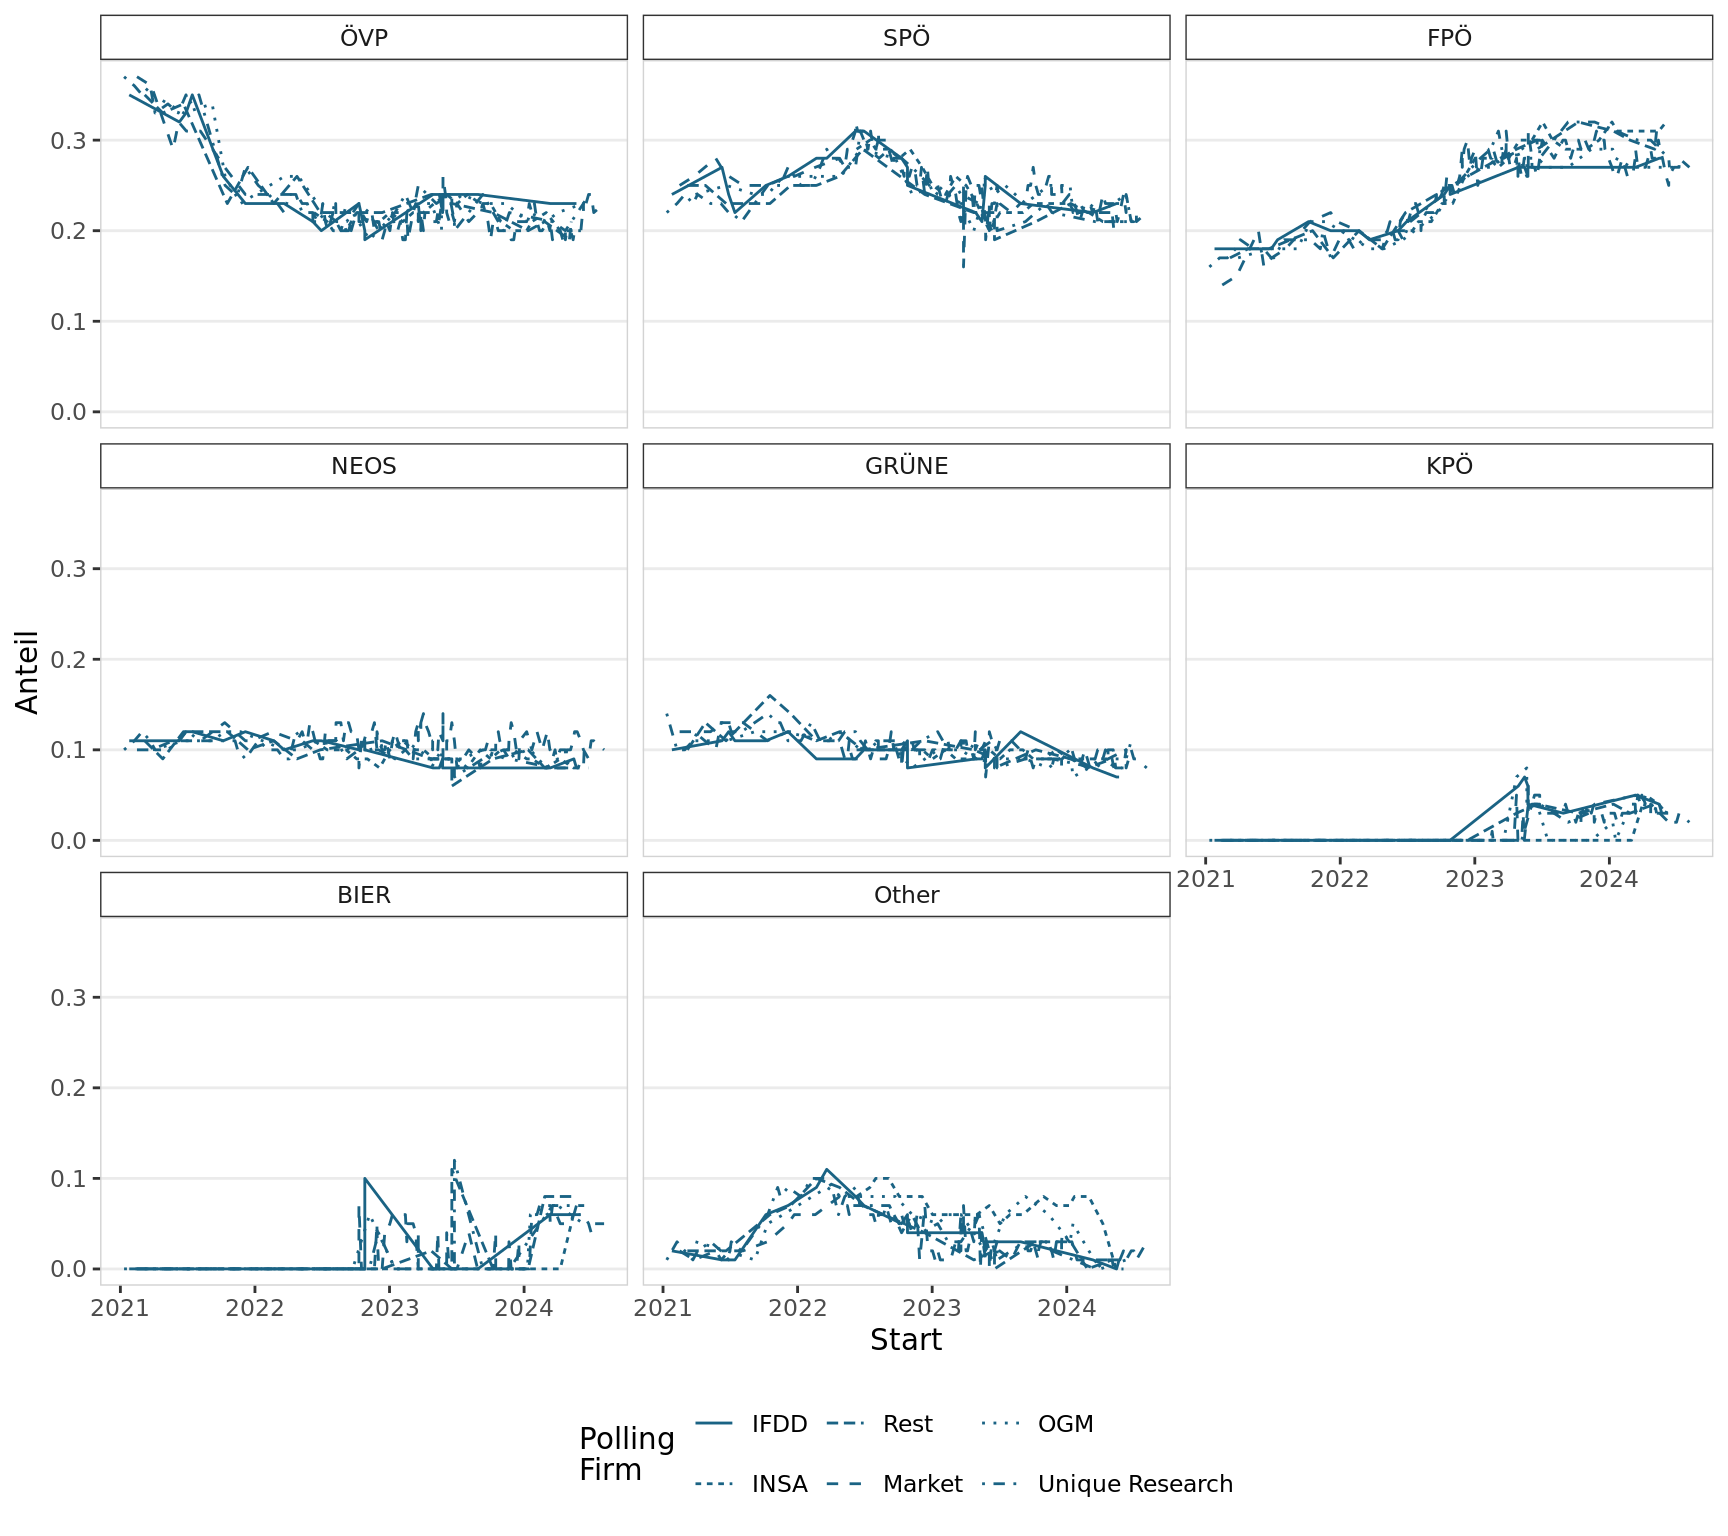 ÖVP SPÖ FPÖ
0.3
0.2
0.1
0.0
NEOS GRÜNE KPÖ
0.3
0.2
0.1
0.0
2021 2022 2023 2024
BIER Other
0.3
0.2
0.1
0.0
2021 2022 2023 2024 2021 2022 2023 2024
Anteil
Start
Polling
Firm
IFDD Rest OGM
INSA Market Unique Research